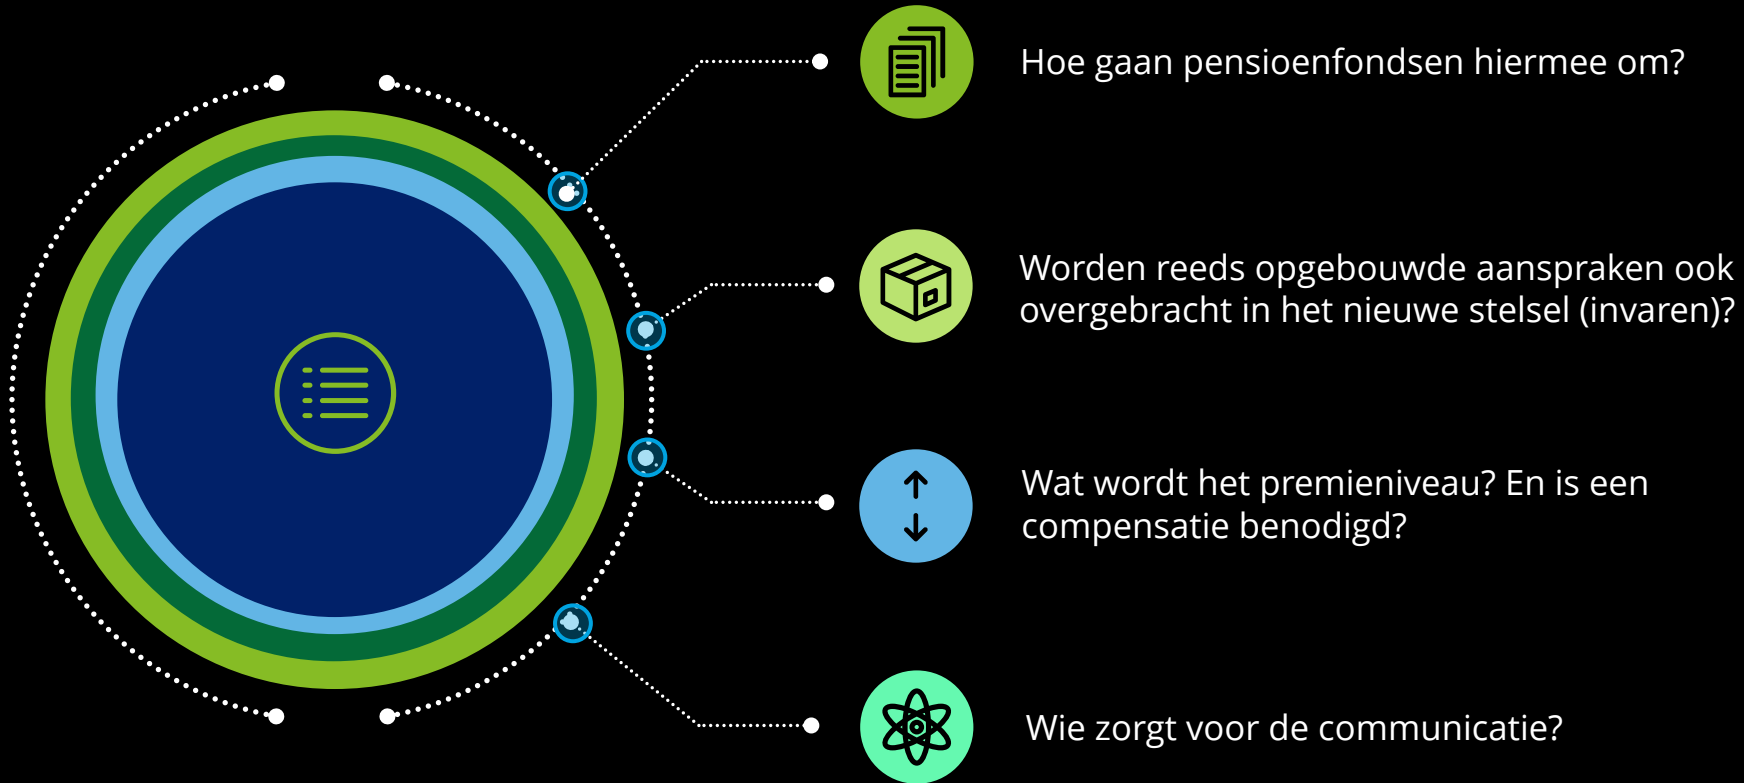 Hoe gaan pensioenfondsen hiermee om?
Worden reeds opgebouwde aanspraken ook
overgebracht in het nieuwe stelsel (invaren)?
Wat wordt het premieniveau? En is een
compensatie benodigd?
Wie zorgt voor de communicatie?